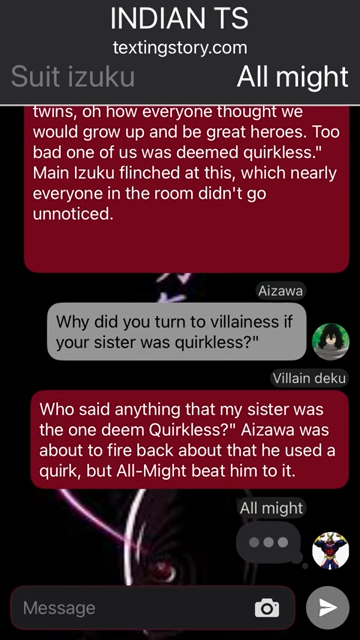 INDIAN TS
textingstory.com
Suit izuku All might
twins, oh how everyone thought we
would grow up and be great heroes. Too
bad one of us was deemed quirkless."
Main Izuku flinched at this, which nearly
everyone in the room didn't go
unnoticed.
Aizawa
Why did you turn to villainess if
your sister was quirkless?"
Villain deku
Who said anything that my sister was
the one deem Quirkless?" Aizawa was
about to fire back about that he used a
quirk, but All-Might beat him to it.
All might
Message